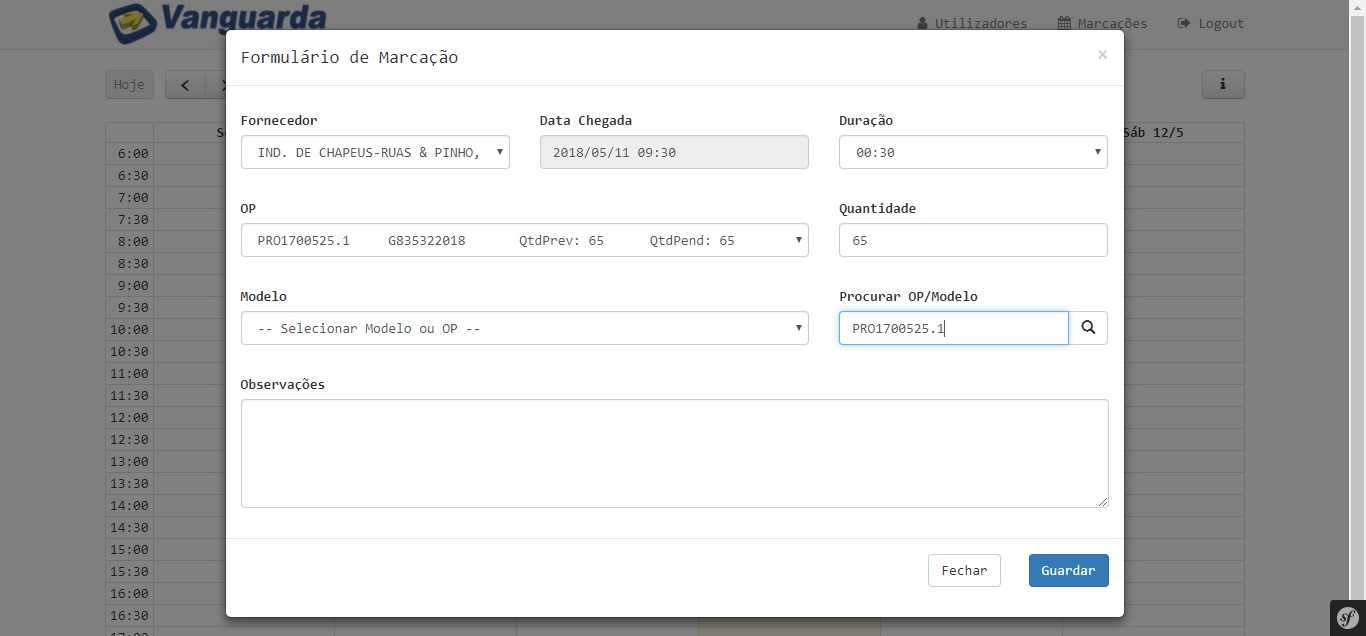 Vanguarda
Utilizadores Marcações Logout
Formulário de Marcação ×
Hoje < i
Fornecedor Data Chegada Duração
IND. DE CHAPEUS-RUAS & PINHO, 2018/05/11 09:30 00:30
Sáb 12/5
OP Quantidade
PRO1700525.1 G835322018 QtdPrev: 65 QtdPend: 65 65
Modelo Procurar OP/Modelo
-- Selecionar Modelo ou OP -- PRO1700525.1
Observações
Fechar Guardar
6:00
6:30
7:00
7:30
8:00
8:30
9:00
9:30
10:00
10:30
11:00
11:30
12:00
12:30
13:00
13:30
14:00
14:30
15:00
15:30
16:00
16:30
17:00
sf